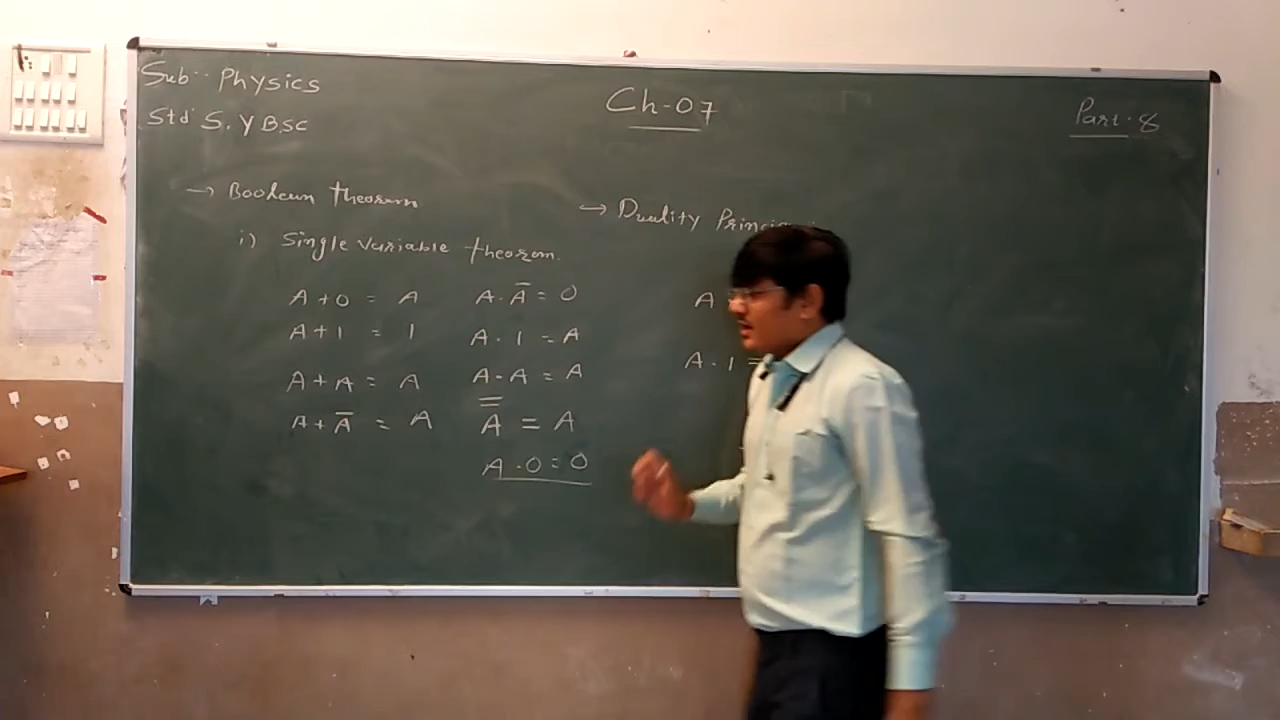 Sub:- Physics
Std S.Y BSC
Ch-07
Part-8
→ Boolean theorem
i) Single variable theorem.
A+0 = A
A+1 = 1
A+A = A
A+A̅ = A
A·A̅ = 0
A·1 = A
A·A = A
A̿ = A
A·0=0
→ Duality
A
A·1 =